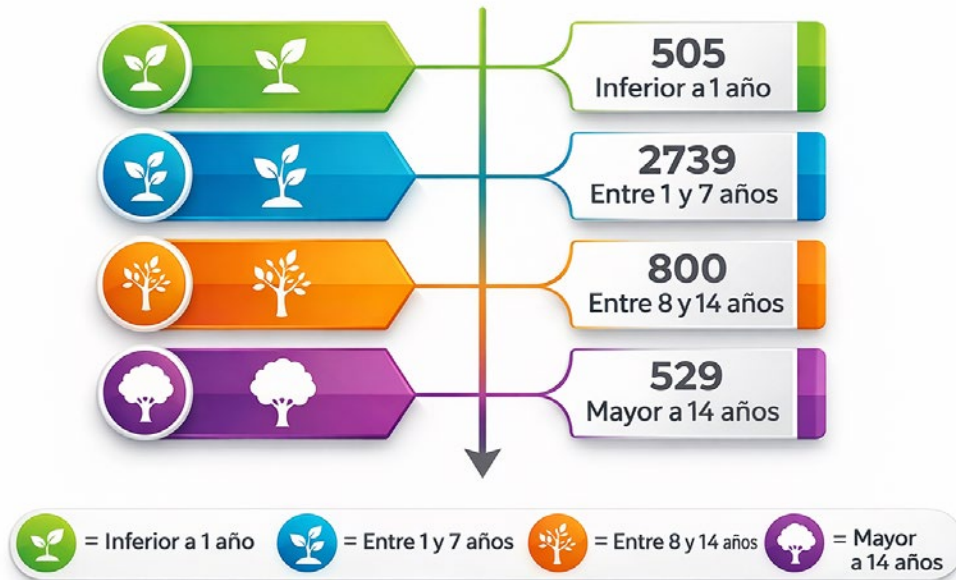 505
Inferior a 1 año
2739
Entre 1 y 7 años
800
Entre 8 y 14 años
529
Mayor a 14 años
= Inferior a 1 año
= Entre 1 y 7 años
= Entre 8 y 14 años
= Mayor
a 14 años